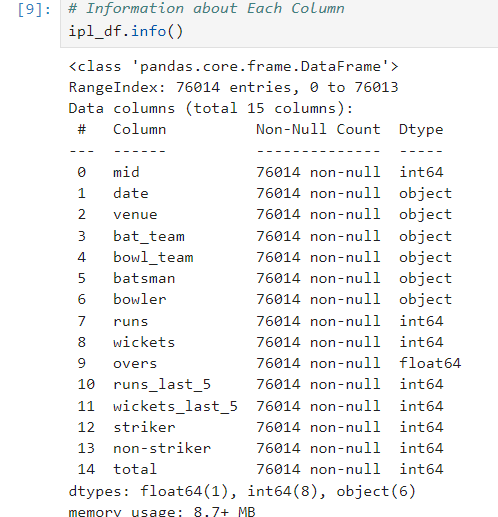 [9]: # Information about Each Column
ipl_df.info()
<class 'pandas.core.frame.DataFrame'>
RangeIndex: 76014 entries, 0 to 76013
Data columns (total 15 columns):
 #   Column          Non-Null Count  Dtype
---  ------          --------------  -----
 0   mid             76014 non-null  int64
 1   date            76014 non-null  object
 2   venue           76014 non-null  object
 3   bat_team        76014 non-null  object
 4   bowl_team       76014 non-null  object
 5   batsman         76014 non-null  object
 6   bowler          76014 non-null  object
 7   runs            76014 non-null  int64
 8   wickets         76014 non-null  int64
 9   overs           76014 non-null  float64
 10  runs_last_5     76014 non-null  int64
 11  wickets_last_5  76014 non-null  int64
 12  striker         76014 non-null  int64
 13  non-striker     76014 non-null  int64
 14  total           76014 non-null  int64
dtypes: float64(1), int64(8), object(6)
memory usage: 8.7+ MB